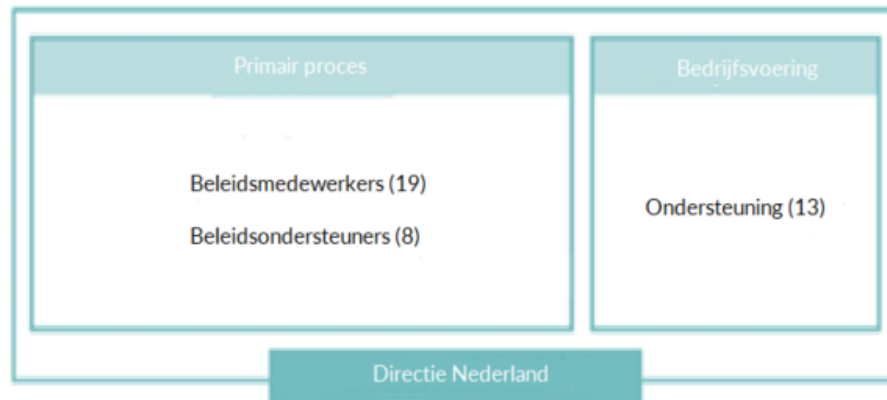 Primair proces
Bedrijfsvoering
Beleidsmedewerkers (19)
Beleidsondersteuners (8)
Ondersteuning (13)
Directie Nederland